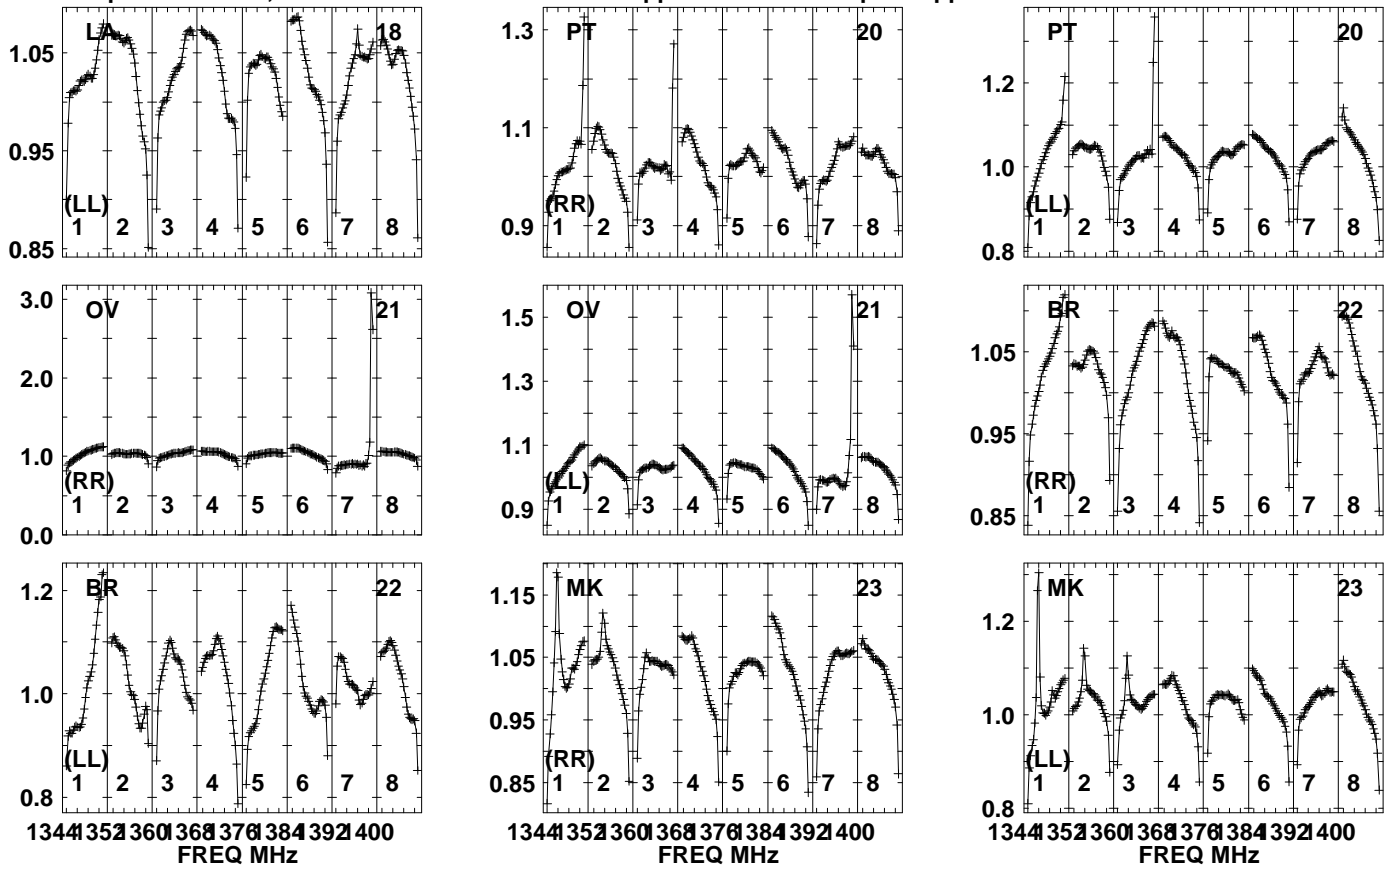 LA 18 PT 20 PT 20
1.05
0.95
0.85
(LL)
1 2 3 4 5 6 7 8
1.3
1.1
0.9
(RR)
1 2 3 4 5 6 7 8
1.2
1.0
0.8
(LL)
1 2 3 4 5 6 7 8
OV 21 OV 21 BR 22
3.0
2.0
1.0
0.0
(RR)
1 2 3 4 5 6 7 8
1.5
1.3
1.1
0.9
(LL)
1 2 3 4 5 6 7 8
1.05
0.95
0.85
(RR)
1 2 3 4 5 6 7 8
BR 22 MK 23 MK 23
1.2
1.0
0.8
(LL)
1 2 3 4 5 6 7 8
1.15
1.05
0.95
0.85
(RR)
1 2 3 4 5 6 7 8
1.2
1.0
0.8
(LL)
1 2 3 4 5 6 7 8
1344 1352 1360 1368 1376 1384 1392 1400
FREQ MHz
1344 1352 1360 1368 1376 1384 1392 1400
FREQ MHz
1344 1352 1360 1368 1376 1384 1392 1400
FREQ MHz